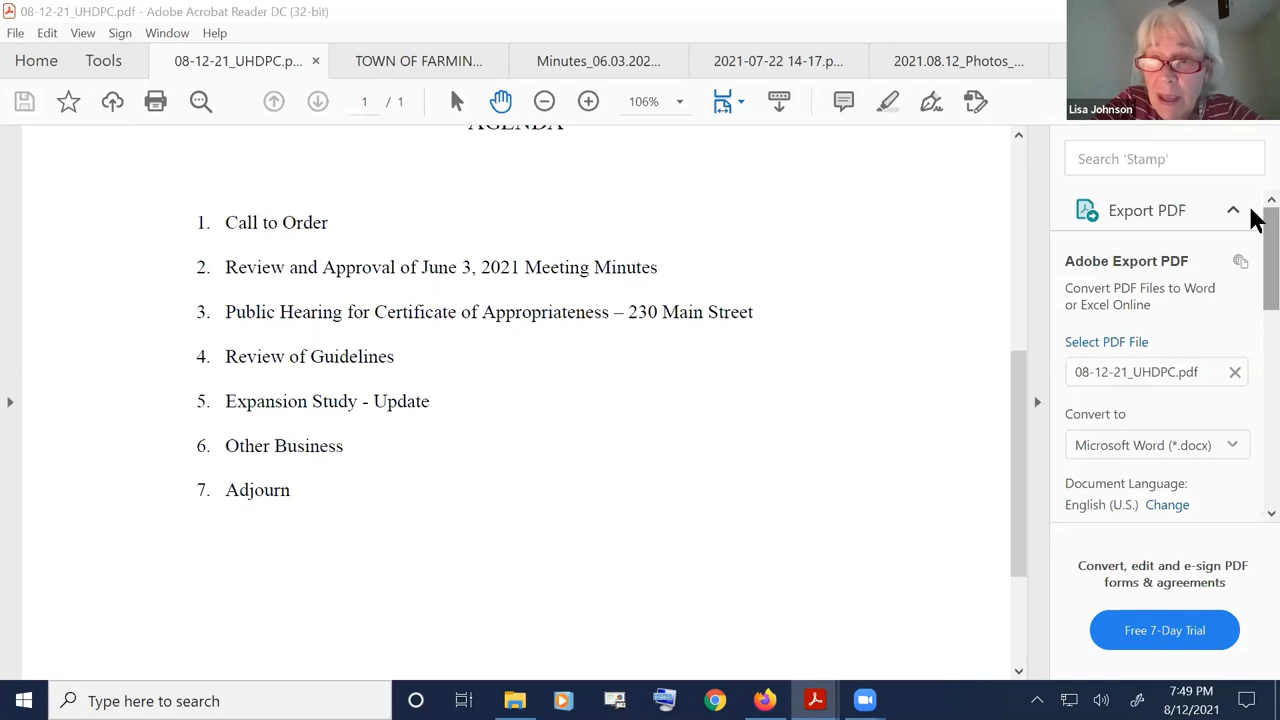 08-12-21_UHDPC.pdf - Adobe Acrobat Reader DC (32-bit)
File Edit View Sign Window Help
Home Tools 08-12-21_UHDPC.p... × TOWN OF FARMIN... Minutes_06.03.202... 2021-07-22 14-17.p... 2021.08.12_Photos_...
1 / 1 106%
Lisa Johnson
AGENDA
1. Call to Order
2. Review and Approval of June 3, 2021 Meeting Minutes
3. Public Hearing for Certificate of Appropriateness – 230 Main Street
4. Review of Guidelines
5. Expansion Study - Update
6. Other Business
7. Adjourn
Search 'Stamp'
Export PDF
Adobe Export PDF
Convert PDF Files to Word
or Excel Online
Select PDF File
08-12-21_UHDPC.pdf
Convert to
Microsoft Word (*.docx)
Document Language:
English (U.S.) Change
Convert, edit and e-sign PDF
forms & agreements
Free 7-Day Trial
Type here to search
7:49 PM
8/12/2021